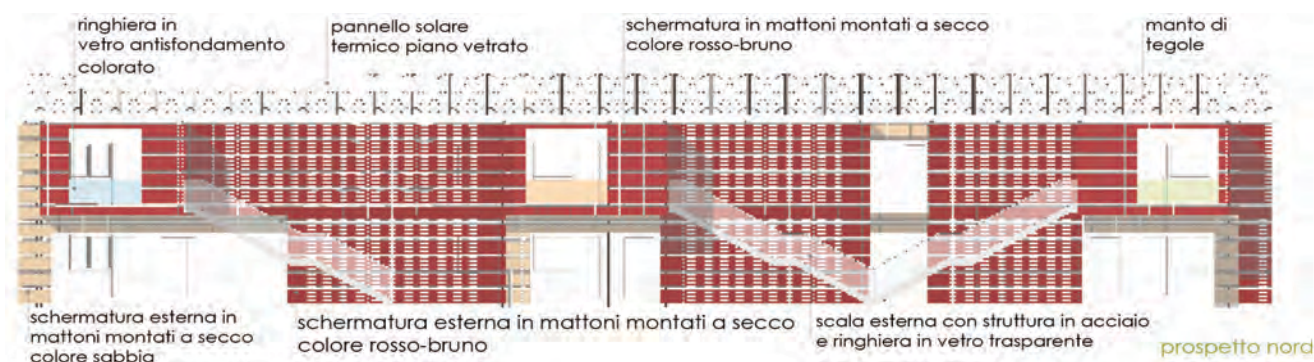 ringhiera in
vetro antisfondamento
colorato
pannello solare
termico piano vetrato
schermatura in mattoni montati a secco
colore rosso-bruno
manto di
tegole
schermatura esterna in
mattoni montati a secco
colore sabbia
schermatura esterna in mattoni montati a secco
colore rosso-bruno
scala esterna con struttura in acciaio
e ringhiera in vetro trasparente
prospetto nord